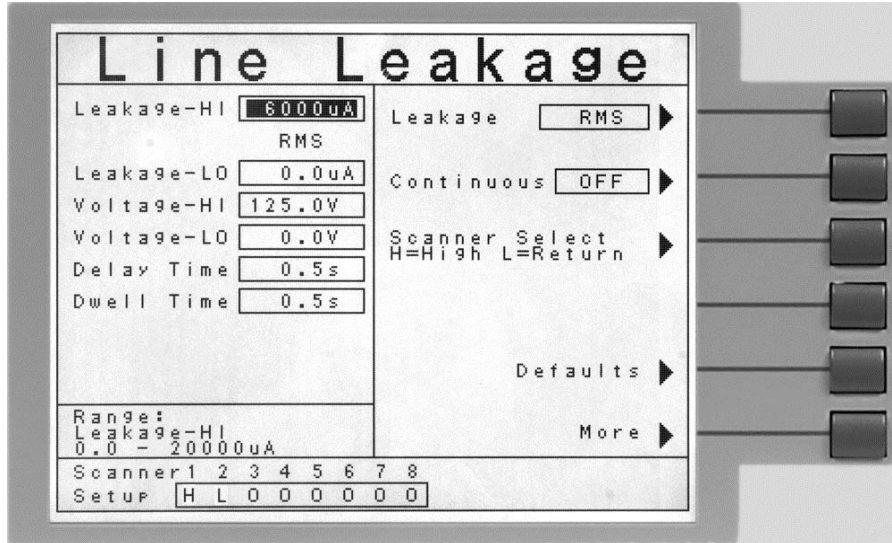 Line Leakage
Leakage-HI 6000uA
RMS
Leakage-LO 0.0uA
Voltage-HI 125.0V
Voltage-LO 0.0V
Delay Time 0.5s
Dwell Time 0.5s
Leakage RMS
Continuous OFF
Scanner Select
H=High L=Return
Defaults
More
Range:
Leakage-HI
0.0 - 20000uA
Scanner 1 2 3 4 5 6 7 8
Setup H L O O O O O O